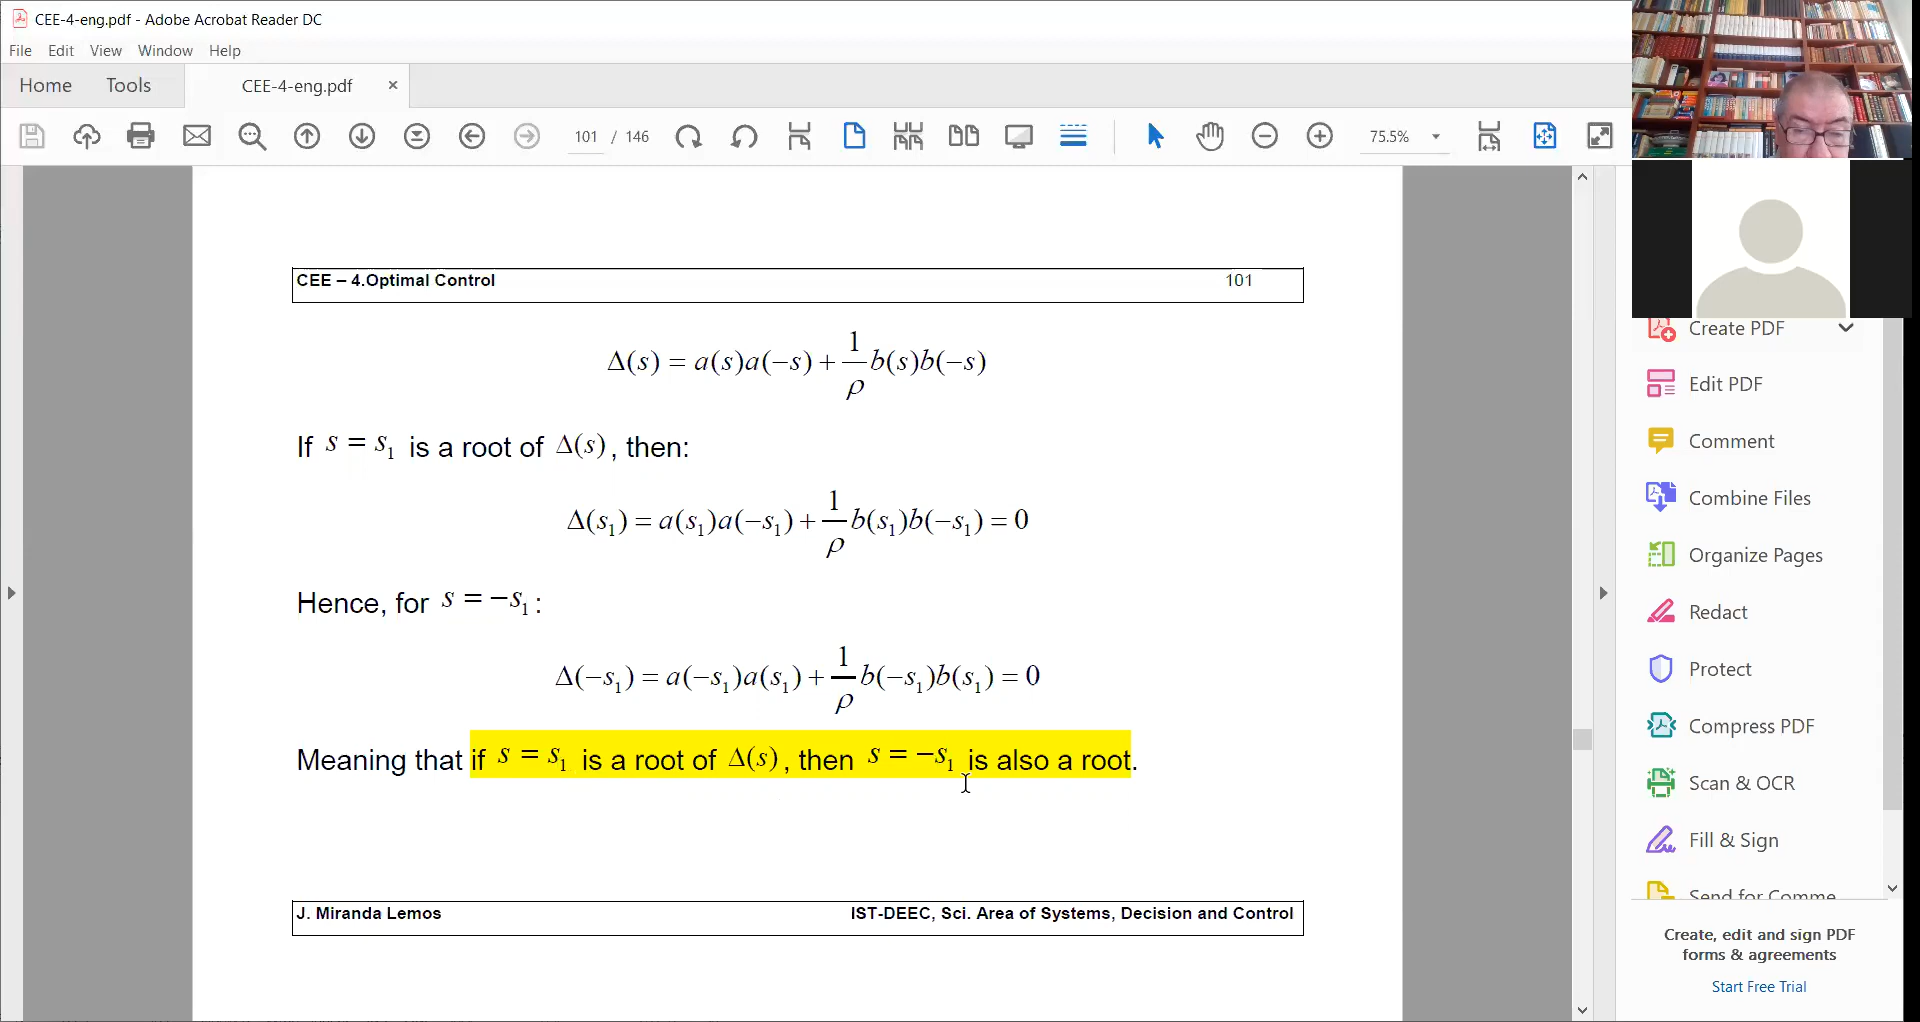 CEE-4-eng.pdf - Adobe Acrobat Reader DC
File Edit View Window Help
Home Tools CEE-4-eng.pdf ×
101 / 146 75.5%
CEE – 4.Optimal Control 101
Δ(s) = a(s)a(−s) + 1/ρ b(s)b(−s)
If s = s₁ is a root of Δ(s), then:
Δ(s₁) = a(s₁)a(−s₁) + 1/ρ b(s₁)b(−s₁) = 0
Hence, for s = −s₁:
Δ(−s₁) = a(−s₁)a(s₁) + 1/ρ b(−s₁)b(s₁) = 0
Meaning that if s = s₁ is a root of Δ(s), then s = −s₁ is also a root.
J. Miranda Lemos IST-DEEC, Sci. Area of Systems, Decision and Control
Create PDF
Edit PDF
Comment
Combine Files
Organize Pages
Redact
Protect
Compress PDF
Scan & OCR
Fill & Sign
Send for Comme
Create, edit and sign PDF
forms & agreements
Start Free Trial